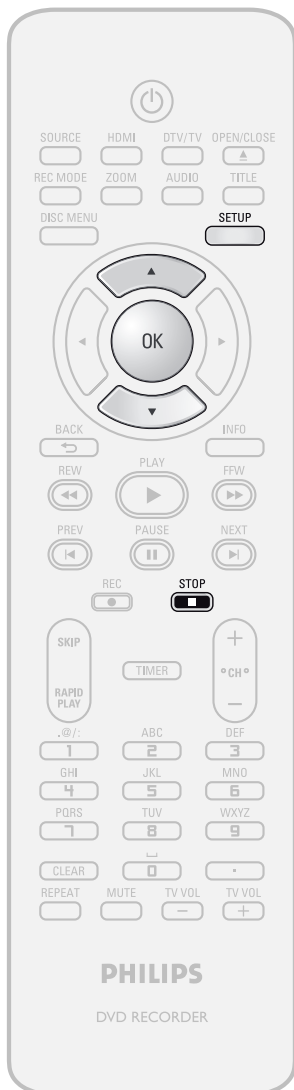 SOURCE HDMI DTV/TV OPEN/CLOSE
REC MODE ZOOM AUDIO TITLE
DISC MENU SETUP
OK
BACK INFO
REW PLAY FFW
PREV PAUSE NEXT
REC STOP
SKIP +
TIMER °CH°
RAPID
PLAY −
.@/: ABC DEF
1 2 3
GHI JKL MNO
4 5 6
PQRS TUV WXYZ
7 8 9
CLEAR 0 .
REPEAT MUTE TV VOL TV VOL
− +
PHILIPS
DVD RECORDER